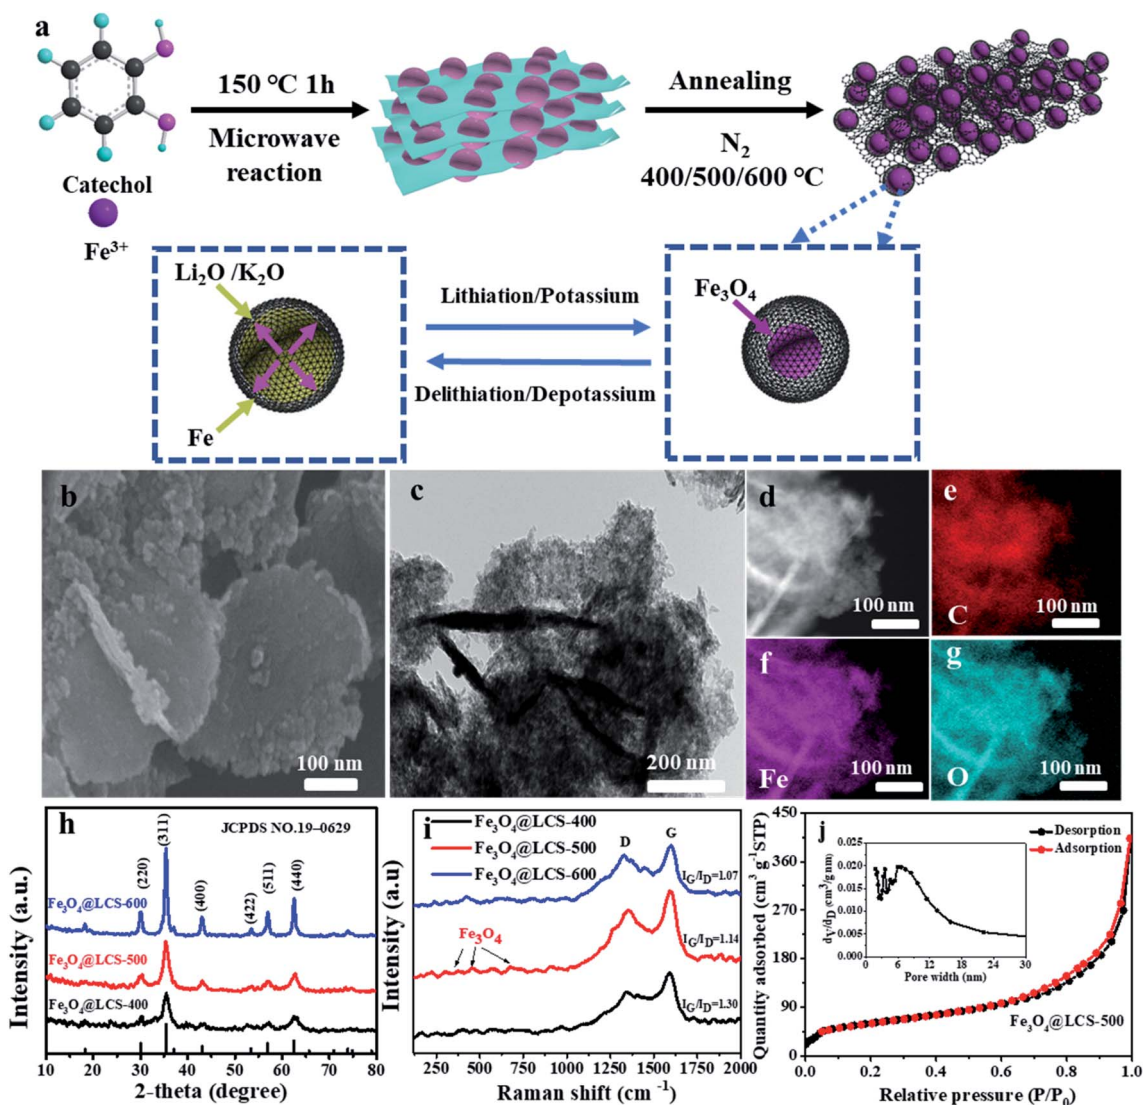 a
150 °C 1h
Microwave
reaction
Annealing
N2
400/500/600 °C
Catechol
Fe3+
Li2O /K2O
Fe
Lithiation/Potassium
Delithiation/Depotassium
Fe3O4
b
100 nm
c
200 nm
d
100 nm
e
C
100 nm
f
Fe
100 nm
g
O
100 nm
h
JCPDS NO.19-0629
(220)
(311)
(400)
(422)
(511)
(440)
Fe3O4@LCS-600
Fe3O4@LCS-500
Fe3O4@LCS-400
Intensity (a.u.)
10 20 30 40 50 60 70 80
2-theta (degree)
i
Fe3O4@LCS-400
Fe3O4@LCS-500
Fe3O4@LCS-600
D
G
IG/ID=1.07
IG/ID=1.14
IG/ID=1.30
Fe3O4
Intensity (a.u)
250 500 750 1000 1250 1500 1750 2000
Raman shift (cm -1)
j
Desorption
Adsorption
Quantity adsorbed (cm3 g-1STP)
450
360
270
180
90
0
dV/dD (cm3/g nm)
0.025
0.020
0.015
0.010
0.005
0.000
0 6 12 18 24 30
Pore width (nm)
Fe3O4@LCS-500
0.0 0.2 0.4 0.6 0.8 1.0
Relative pressure (P/P0)